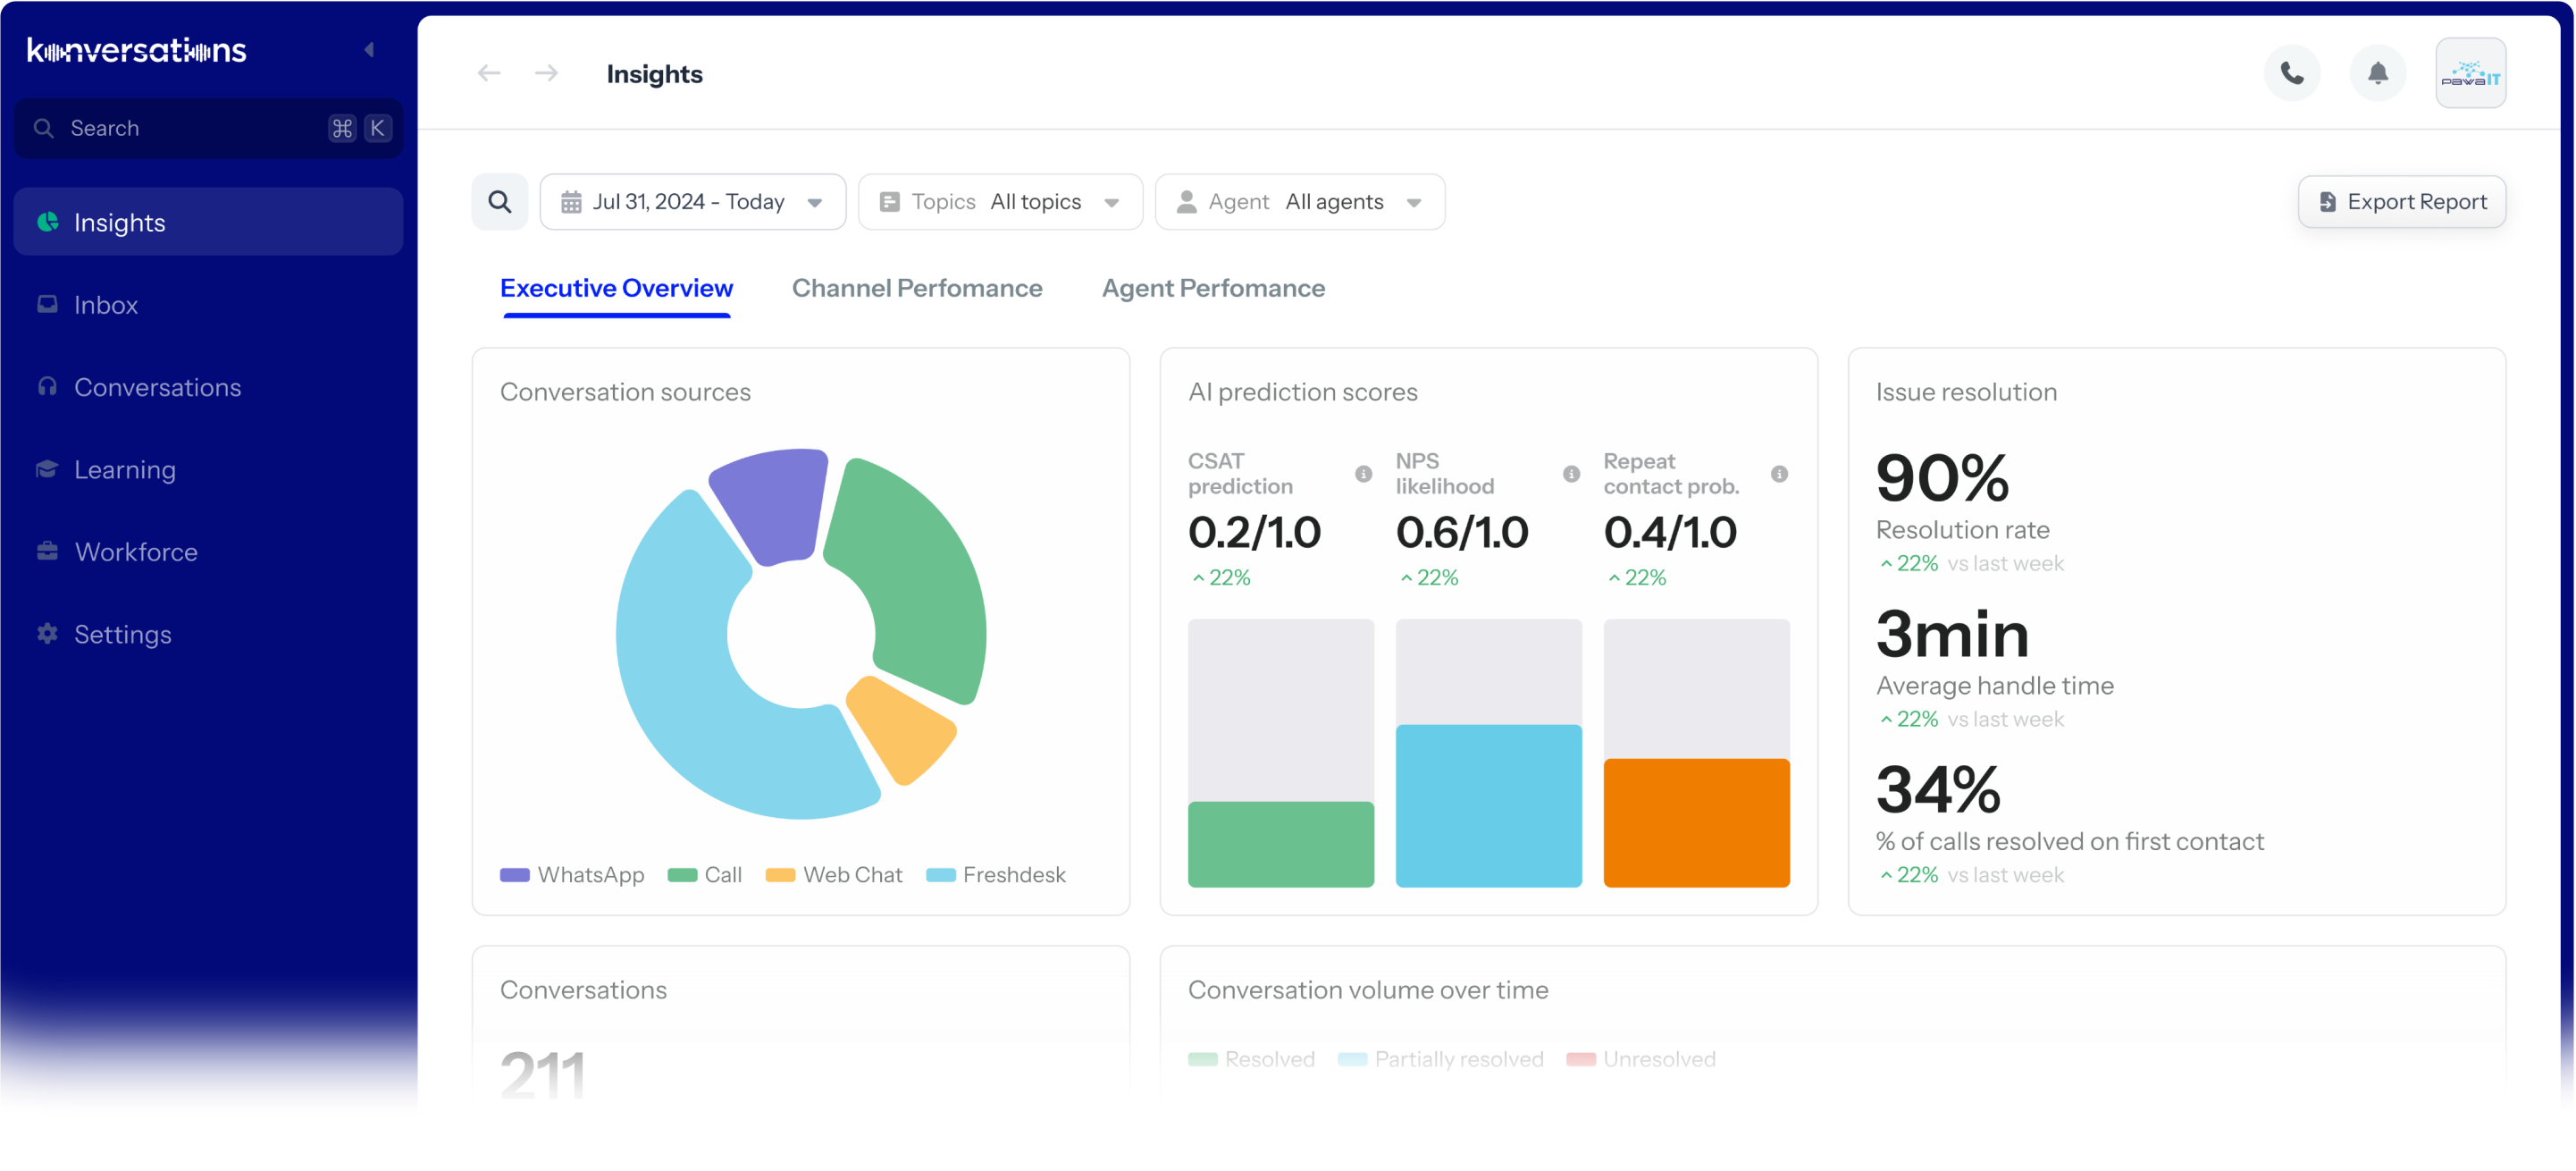 konversations
Search ⌘ K
Insights
Inbox
Conversations
Learning
Workforce
Settings
Insights
pawaIT
Jul 31, 2024 - Today
Topics All topics
Agent All agents
Export Report
Executive Overview
Channel Perfomance
Agent Perfomance
Conversation sources
WhatsApp
Call
Web Chat
Freshdesk
AI prediction scores
CSAT
prediction
0.2/1.0
22%
NPS
likelihood
0.6/1.0
22%
Repeat
contact prob.
0.4/1.0
22%
Issue resolution
90%
Resolution rate
22% vs last week
3min
Average handle time
22% vs last week
34%
% of calls resolved on first contact
22% vs last week
Conversations
211
Conversation volume over time
Resolved
Partially resolved
Unresolved